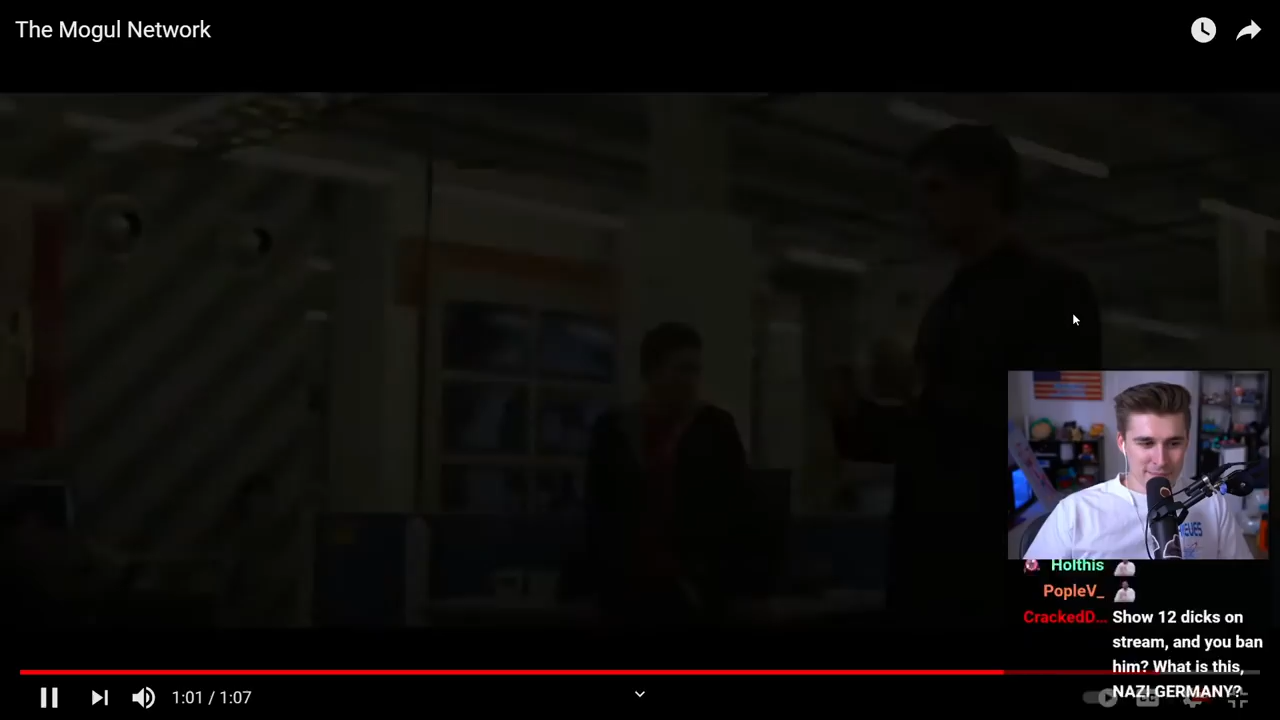 The Mogul Network
Holthis
PopleV_
CrackedD... Show 12 dicks on
stream, and you ban
him? What is this,
NAZI GERMANY?
1:01 / 1:07